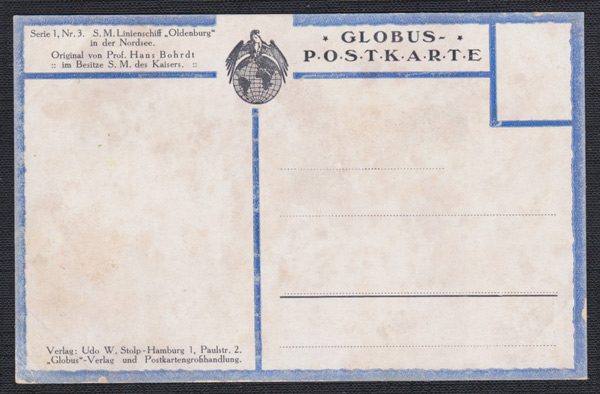 Serie 1, Nr. 3. S. M. Linienschiff „Oldenburg“
in der Nordsee.
Original von Prof. Hans Bohrdt
:: im Besitze S. M. des Kaisers. ::
* GLOBUS- *
P·O·S·T·K·A·R·T·E
Verlag: Udo W. Stolp-Hamburg 1, Paulstr. 2.
„Globus“-Verlag und Postkartengroßhandlung.